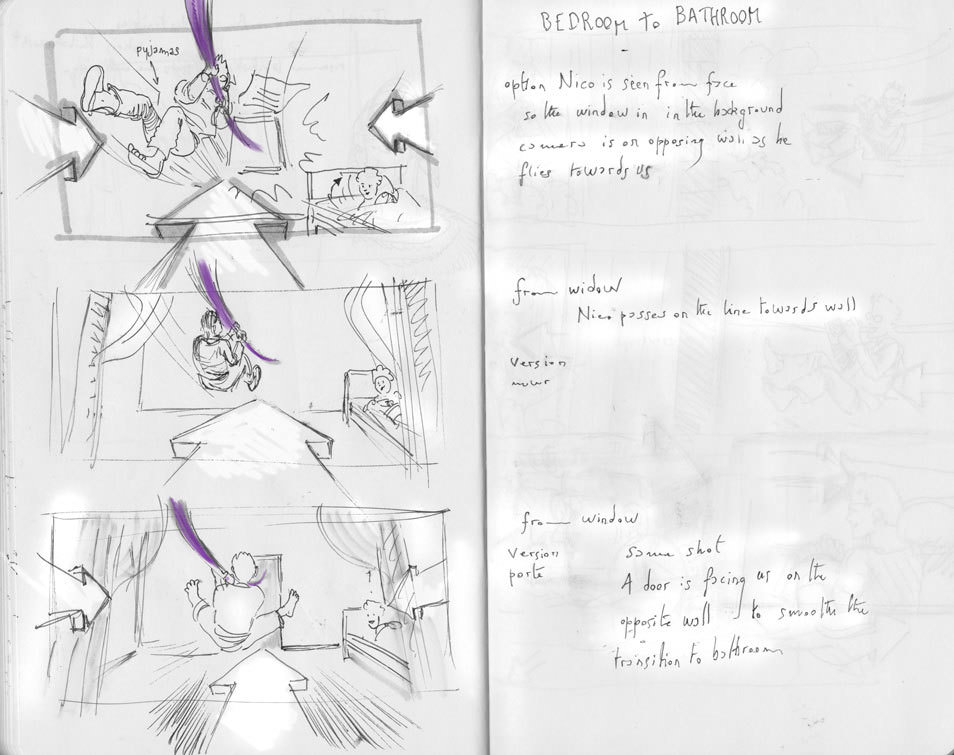 pyjamas
BEDROOM to BATHROOM
option Nico is seen from face
so the window in in the background
camera is on opposing wall as he
flies towards us
from widow
Nico passes on the line towards wall
version
mur
from window
version
porte
same shot
A door is facing us on the
opposite wall to smoothe the
transition to bathroom